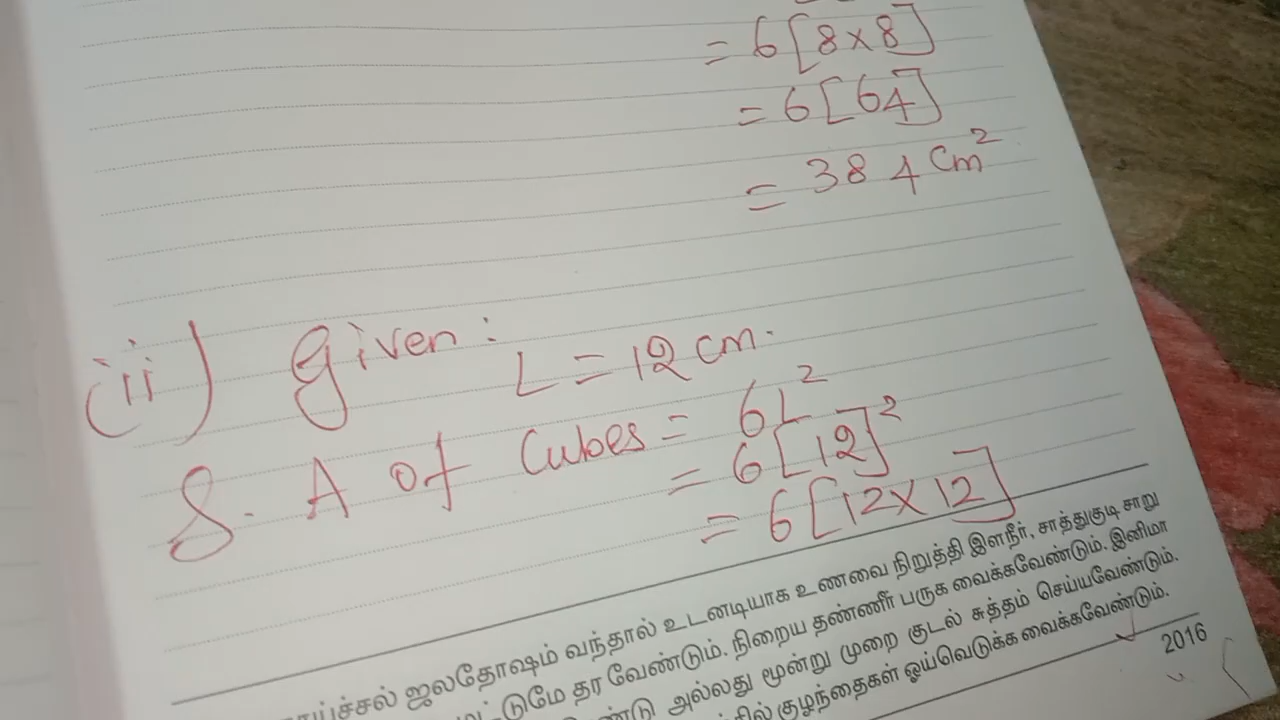 = 6[8×8]
= 6[64]
= 384 cm²
(ii) Given:
L = 12 cm.
S. A of Cubes = 6L²
= 6[12]²
= 6[12×12]
ஜலதோஷம் வந்தால் உடனடியாக உணவை நிறுத்தி இளநீர், சாத்துகுடி சாறு
மட்டுமே தர வேண்டும். நிறைய தண்ணீர் பருக வைக்கவேண்டும். இனிமா
அல்லது மூன்று முறை குடல் சுத்தம் செய்யவேண்டும்.
குழந்தைகள் ஓய்வெடுக்க வைக்கவேண்டும்.
2016